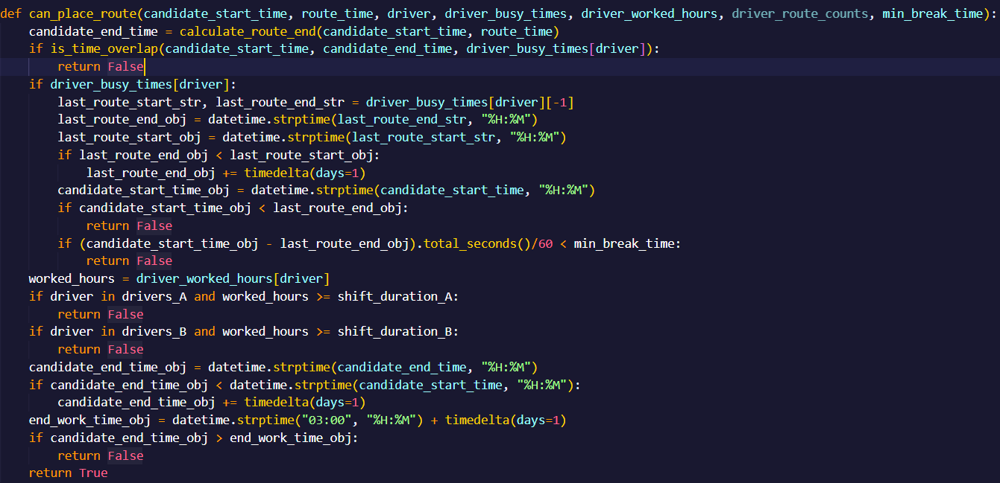 def can_place_route(candidate_start_time, route_time, driver, driver_busy_times, driver_worked_hours, driver_route_counts, min_break_time):
    candidate_end_time = calculate_route_end(candidate_start_time, route_time)
    if is_time_overlap(candidate_start_time, candidate_end_time, driver_busy_times[driver]):
        return False
    if driver_busy_times[driver]:
        last_route_start_str, last_route_end_str = driver_busy_times[driver][-1]
        last_route_end_obj = datetime.strptime(last_route_end_str, "%H:%M")
        last_route_start_obj = datetime.strptime(last_route_start_str, "%H:%M")
        if last_route_end_obj < last_route_start_obj:
            last_route_end_obj += timedelta(days=1)
        candidate_start_time_obj = datetime.strptime(candidate_start_time, "%H:%M")
        if candidate_start_time_obj < last_route_end_obj:
            return False
        if (candidate_start_time_obj - last_route_end_obj).total_seconds()/60 < min_break_time:
            return False
    worked_hours = driver_worked_hours[driver]
    if driver in drivers_A and worked_hours >= shift_duration_A:
        return False
    if driver in drivers_B and worked_hours >= shift_duration_B:
        return False
    candidate_end_time_obj = datetime.strptime(candidate_end_time, "%H:%M")
    if candidate_end_time_obj < datetime.strptime(candidate_start_time, "%H:%M"):
        candidate_end_time_obj += timedelta(days=1)
    end_work_time_obj = datetime.strptime("03:00", "%H:%M") + timedelta(days=1)
    if candidate_end_time_obj > end_work_time_obj:
        return False
    return True